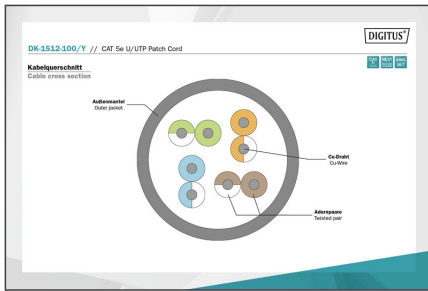 DIGITUS®
DK-1512-100/Y // CAT 5e U/UTP Patch Cord
Kabelquerschnitt
Cable cross section
Außenmantel
Outer jacket
Cu-Draht
Cu-Wire
Adernpaare
Twisted pair